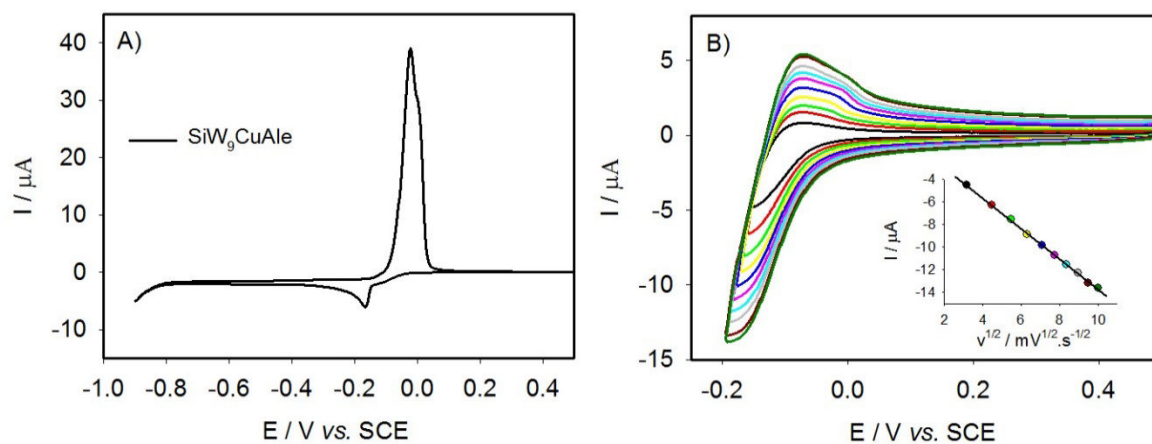 A)
SiW₉CuAle
I / μA
40
30
20
10
0
-10
-1.0 -0.8 -0.6 -0.4 -0.2 0.0 0.2 0.4
E / V vs. SCE
B)
I / μA
5
0
-5
-10
-15
-0.2 0.0 0.2 0.4
E / V vs. SCE
I / μA
-4
-6
-8
-10
-12
-14
2 4 6 8 10
v^1/2 / mV^1/2.s^-1/2